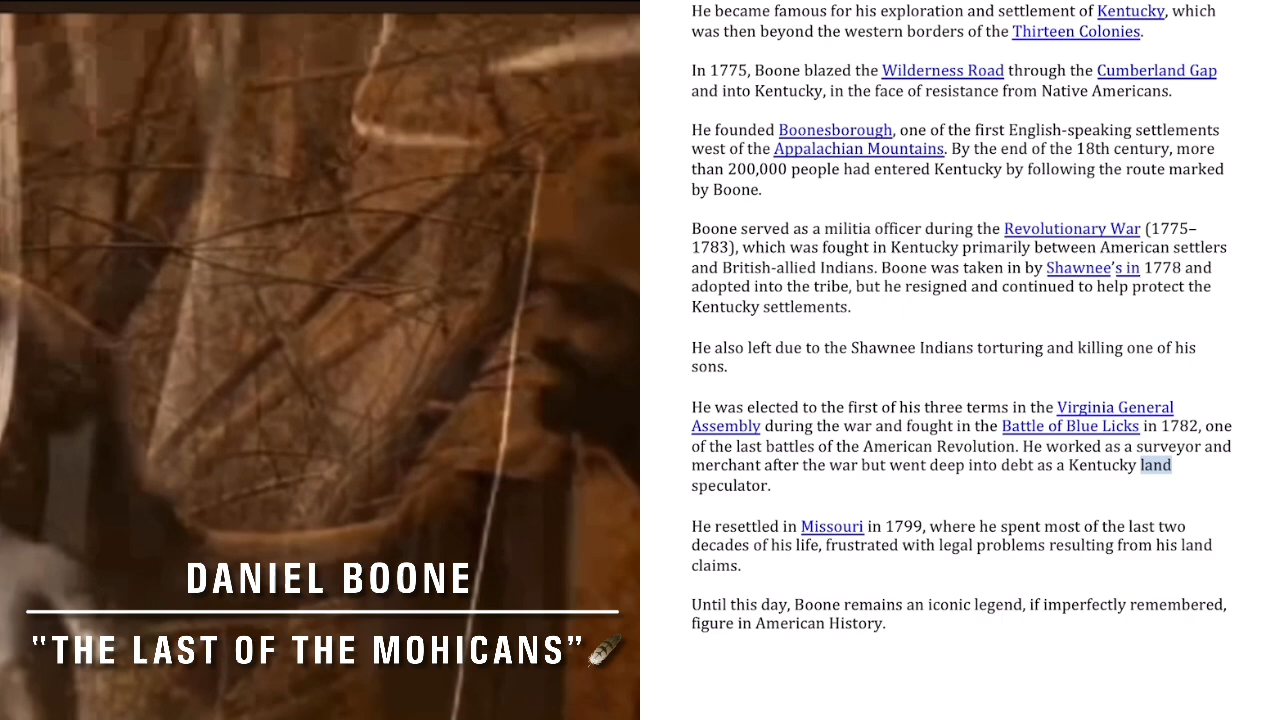 DANIEL BOONE
"THE LAST OF THE MOHICANS”
He became famous for his exploration and settlement of Kentucky, which
was then beyond the western borders of the Thirteen Colonies.
In 1775, Boone blazed the Wilderness Road through the Cumberland Gap
and into Kentucky, in the face of resistance from Native Americans.
He founded Boonesborough, one of the first English-speaking settlements
west of the Appalachian Mountains. By the end of the 18th century, more
than 200,000 people had entered Kentucky by following the route marked
by Boone.
Boone served as a militia officer during the Revolutionary War (1775–
1783), which was fought in Kentucky primarily between American settlers
and British-allied Indians. Boone was taken in by Shawnee's in 1778 and
adopted into the tribe, but he resigned and continued to help protect the
Kentucky settlements.
He also left due to the Shawnee Indians torturing and killing one of his
sons.
He was elected to the first of his three terms in the Virginia General
Assembly during the war and fought in the Battle of Blue Licks in 1782, one
of the last battles of the American Revolution. He worked as a surveyor and
merchant after the war but went deep into debt as a Kentucky land
speculator.
He resettled in Missouri in 1799, where he spent most of the last two
decades of his life, frustrated with legal problems resulting from his land
claims.
Until this day, Boone remains an iconic legend, if imperfectly remembered,
figure in American History.